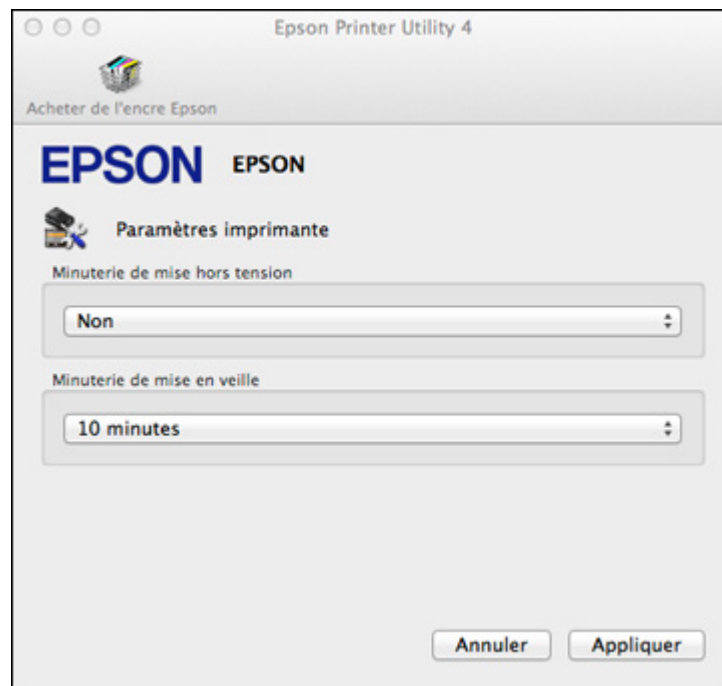 Epson Printer Utility 4
Acheter de l'encre Epson
EPSON EPSON
Paramètres imprimante
Minuterie de mise hors tension
Non
Minuterie de mise en veille
10 minutes
Annuler Appliquer